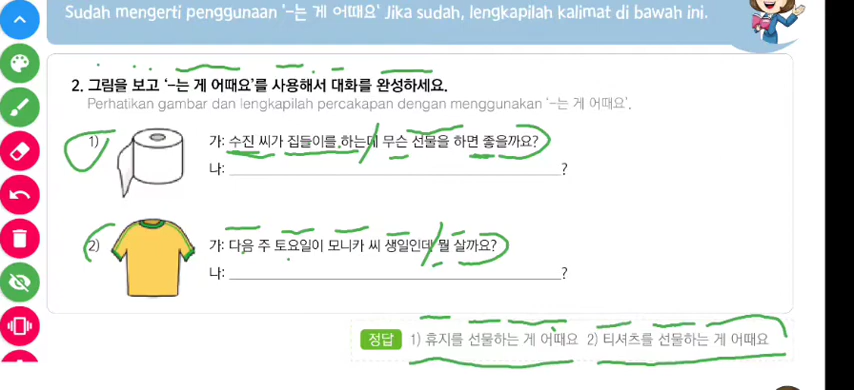 Sudah mengerti penggunaan '-는 게 어때요' Jika sudah, lengkapilah kalimat di bawah ini.
2. 그림을 보고 '-는 게 어때요'를 사용해서 대화를 완성하세요.
Perhatikan gambar dan lengkapilah percakapan dengan menggunakan '-는 게 어때요'.
1)
가: 수진 씨가 집들이를 하는데 무슨 선물을 하면 좋을까요?
나: ?
2)
가: 다음 주 토요일이 모니카 씨 생일인데 뭘 살까요?
나: ?
정답 1) 휴지를 선물하는 게 어때요 2) 티셔츠를 선물하는 게 어때요